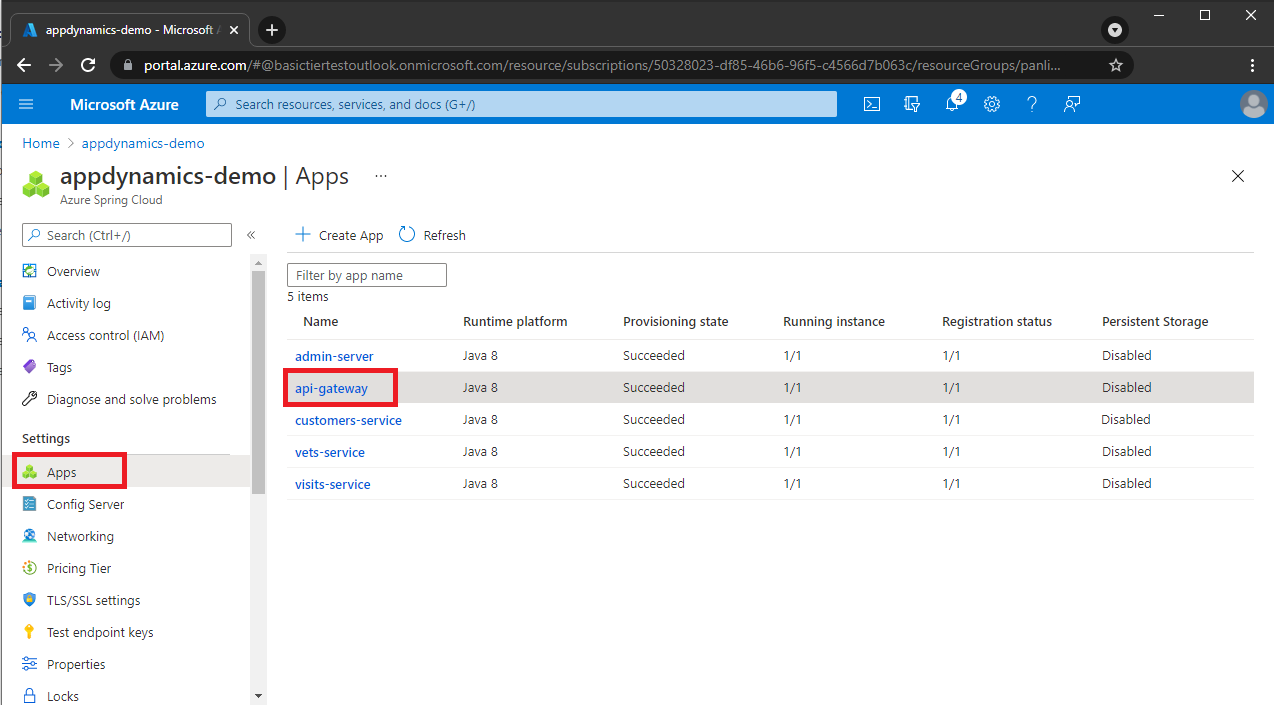 appdynamics-demo - Microsoft A
portal.azure.com/#@basictiertestoutlook.onmicrosoft.com/resource/subscriptions/50328023-df85-46b6-96f5-c4566d7b063c/resourceGroups/panli...
Microsoft Azure
Search resources, services, and docs (G+/)
4
Home > appdynamics-demo
appdynamics-demo | Apps ...
Azure Spring Cloud
Search (Ctrl+/) «
Overview
Activity log
Access control (IAM)
Tags
Diagnose and solve problems
Settings
Apps
Config Server
Networking
Pricing Tier
TLS/SSL settings
Test endpoint keys
Properties
Locks
Create App Refresh
Filter by app name
5 items
Name Runtime platform Provisioning state Running instance Registration status Persistent Storage
admin-server Java 8 Succeeded 1/1 1/1 Disabled
api-gateway Java 8 Succeeded 1/1 1/1 Disabled
customers-service Java 8 Succeeded 1/1 1/1 Disabled
vets-service Java 8 Succeeded 1/1 1/1 Disabled
visits-service Java 8 Succeeded 1/1 1/1 Disabled